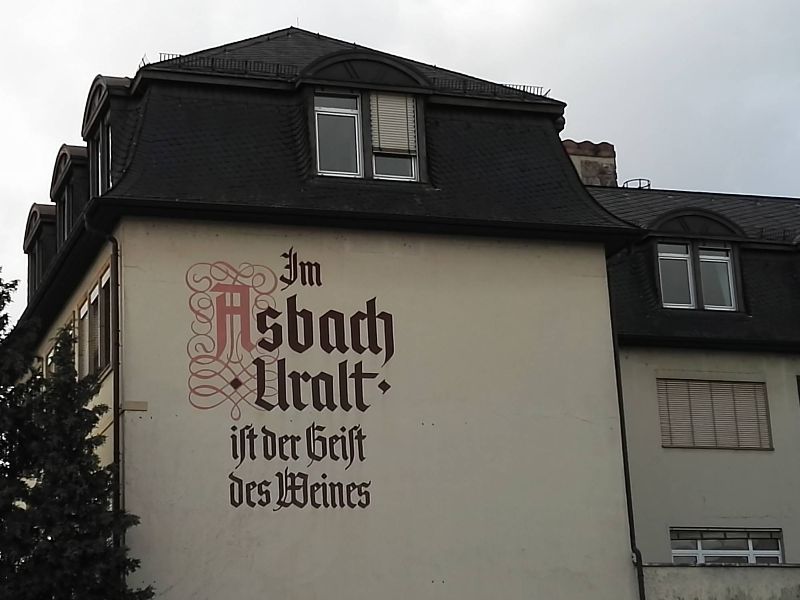 Im
Asbach
· Uralt ·
iſt der Geiſt
des Weines